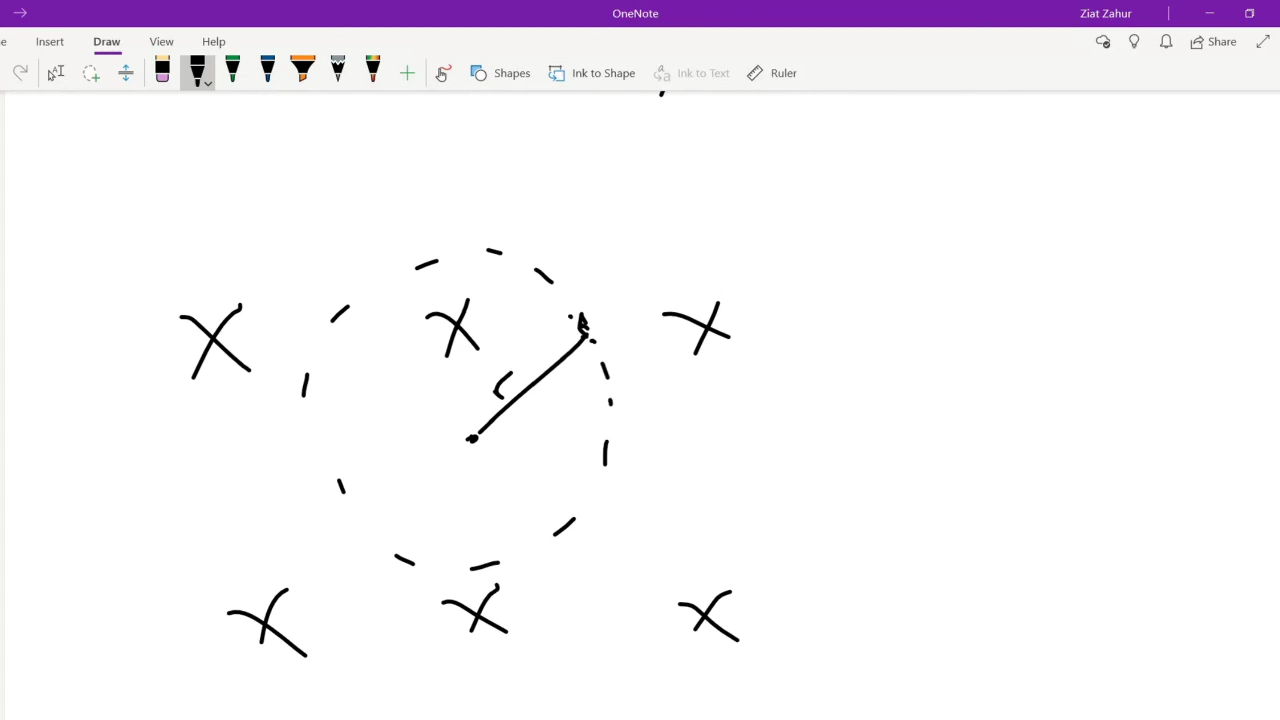 OneNote
Ziat Zahur
Insert Draw View Help
Share
Shapes
Ink to Shape
Ink to Text
Ruler
X X X
r
X X X